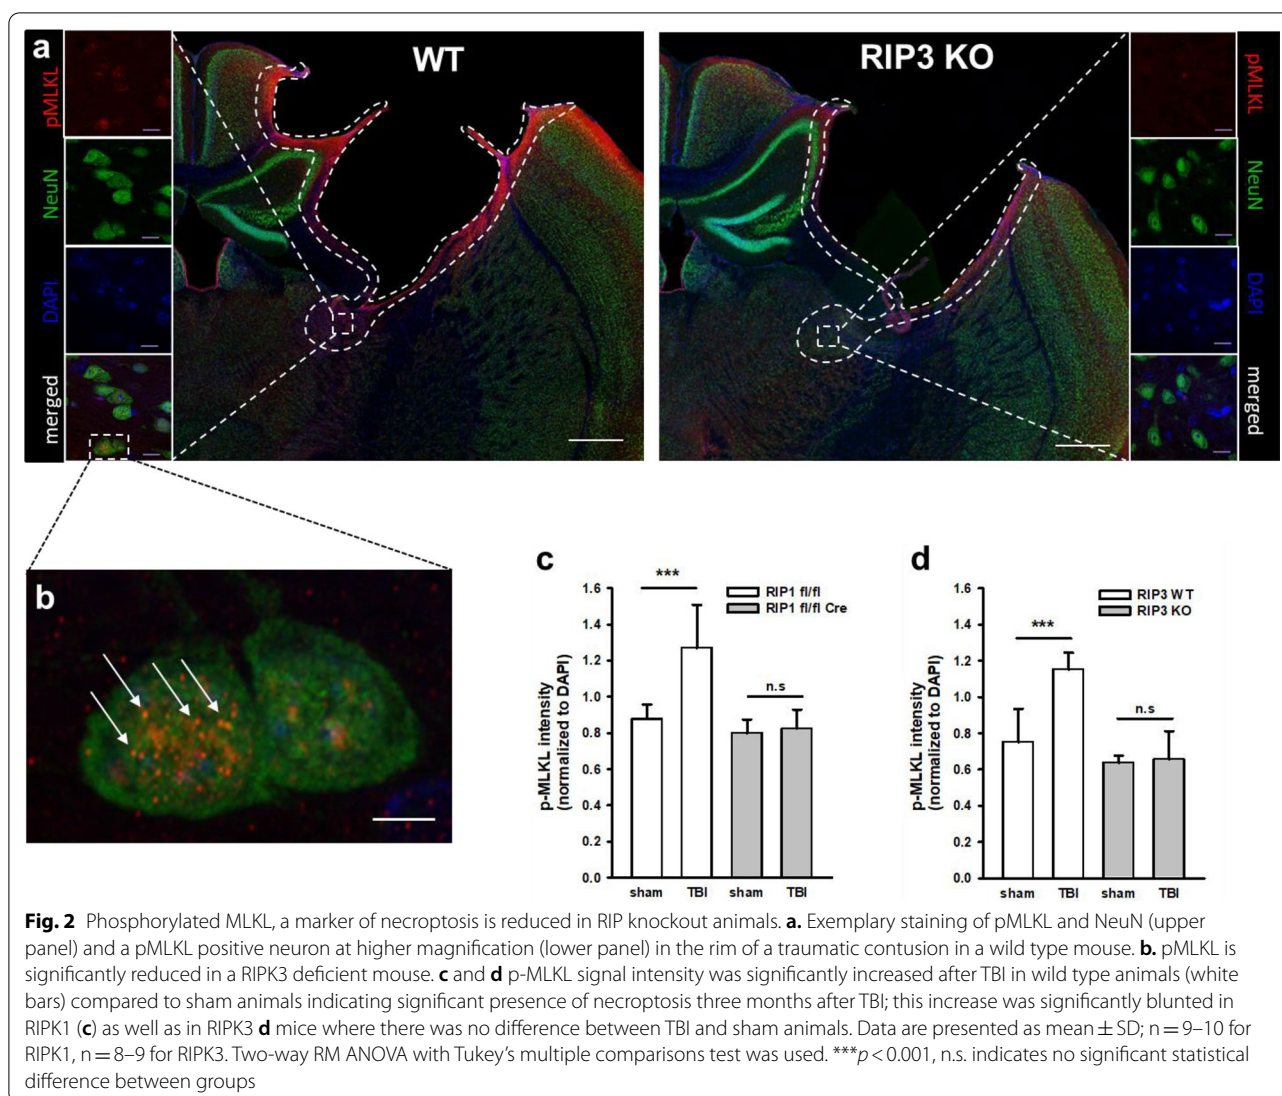 a
WT
RIP3 KO
pMLKL
NeuN
DAPI
merged
pMLKL
NeuN
DAPI
merged
b
c
***
RIP1 fl/fl
RIP1 fl/fl Cre
n.s
p-MLKL intensity
(normalized to DAPI)
1.6
1.4
1.2
1.0
0.8
0.6
0.4
0.2
0.0
sham
TBI
sham
TBI
d
***
RIP3 WT
RIP3 KO
n.s
p-MLKL intensity
(normalized to DAPI)
1.6
1.4
1.2
1.0
0.8
0.6
0.4
0.2
0.0
sham
TBI
sham
TBI
Fig. 2 Phosphorylated MLKL, a marker of necroptosis is reduced in RIP knockout animals. a. Exemplary staining of pMLKL and NeuN (upper
panel) and a pMLKL positive neuron at higher magnification (lower panel) in the rim of a traumatic contusion in a wild type mouse. b. pMLKL is
significantly reduced in a RIPK3 deficient mouse. c and d p-MLKL signal intensity was significantly increased after TBI in wild type animals (white
bars) compared to sham animals indicating significant presence of necroptosis three months after TBI; this increase was significantly blunted in
RIPK1 (c) as well as in RIPK3 d mice where there was no difference between TBI and sham animals. Data are presented as mean ± SD; n = 9–10 for
RIPK1, n = 8–9 for RIPK3. Two-way RM ANOVA with Tukey's multiple comparisons test was used. ***p < 0.001, n.s. indicates no significant statistical
difference between groups